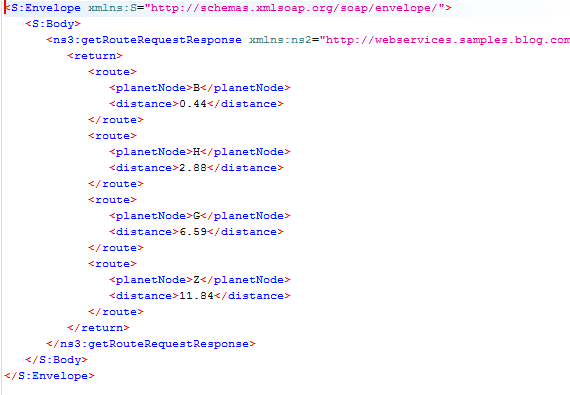 <S:Envelope xmlns:S="http://schemas.xmlsoap.org/soap/envelope/">
<S:Body>
<ns3:getRouteRequestResponse xmlns:ns2="http://webservices.samples.blog.com
<return>
<route>
<planetNode>B</planetNode>
<distance>0.44</distance>
</route>
<route>
<planetNode>H</planetNode>
<distance>2.88</distance>
</route>
<route>
<planetNode>G</planetNode>
<distance>6.59</distance>
</route>
<route>
<planetNode>Z</planetNode>
<distance>11.84</distance>
</route>
</return>
</ns3:getRouteRequestResponse>
</S:Body>
</S:Envelope>